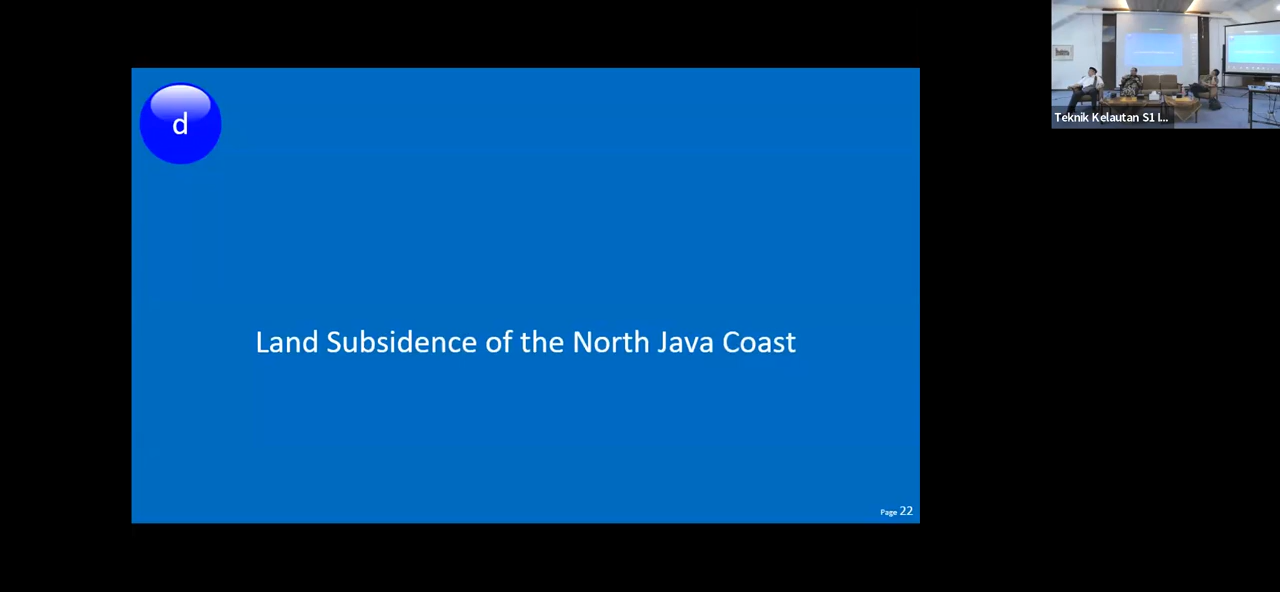 d
Land Subsidence of the North Java Coast
Page 22
Teknik Kelautan S1 I...